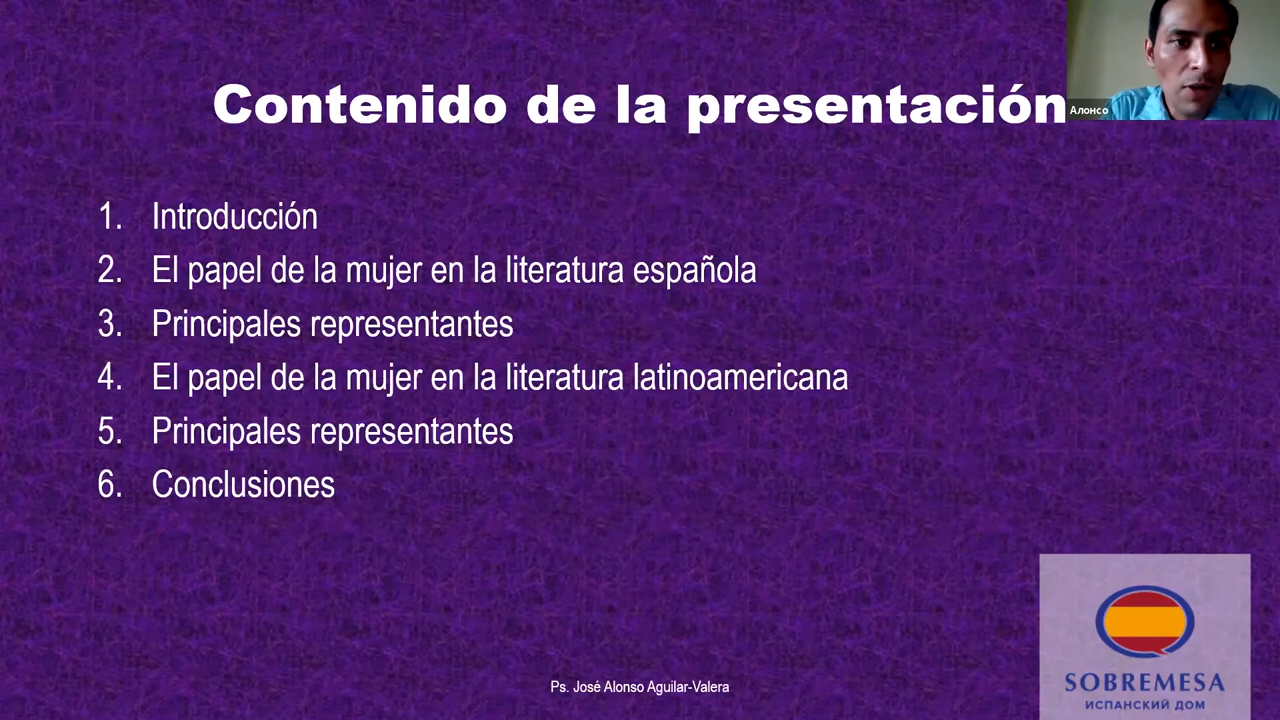 Contenido de la presentación
Алонсо
1. Introducción
2. El papel de la mujer en la literatura española
3. Principales representantes
4. El papel de la mujer en la literatura latinoamericana
5. Principales representantes
6. Conclusiones
Ps. José Alonso Aguilar-Valera
SOBREMESA
ИСПАНСКИЙ ДОМ